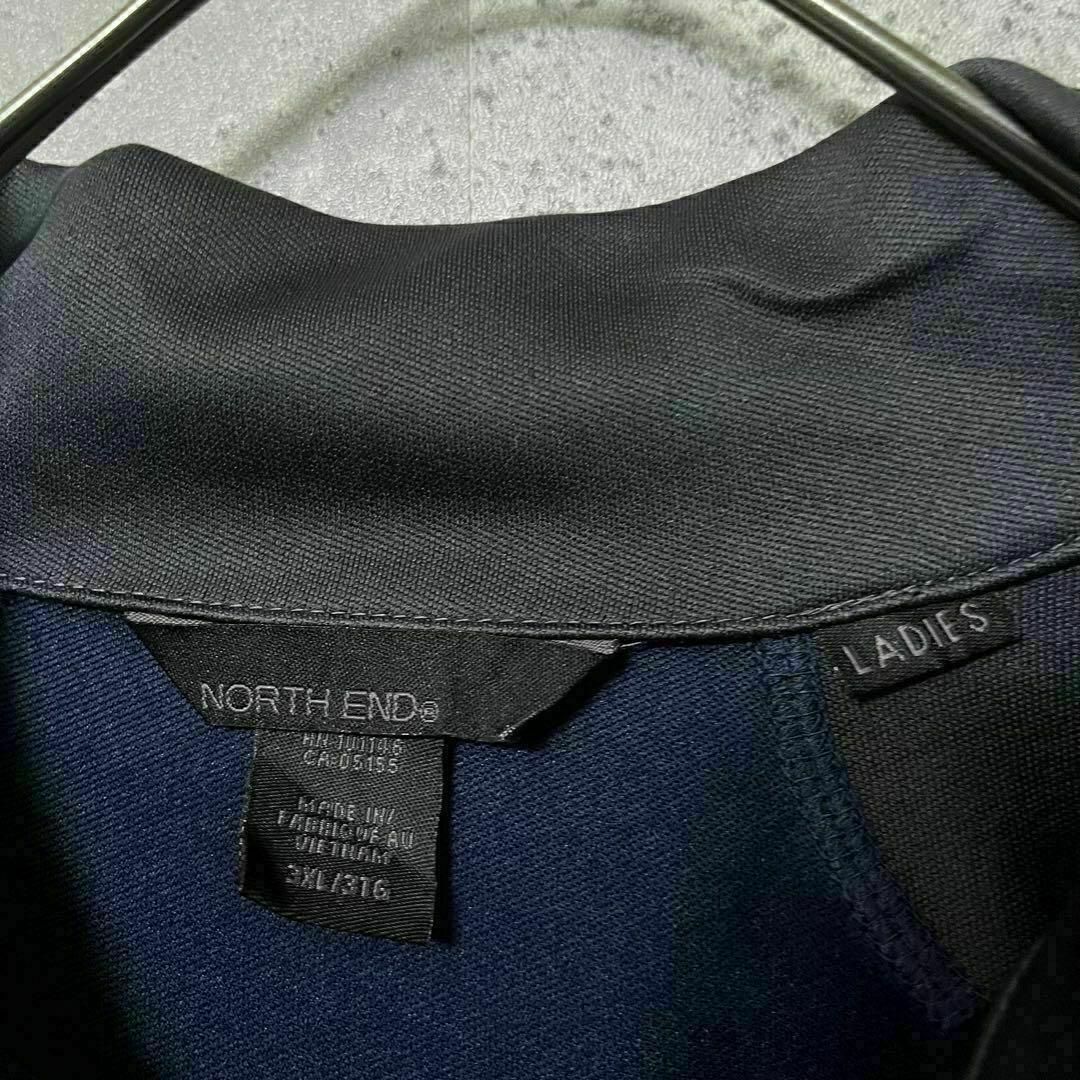 NORTH END®
RN 101146
CA 05155
MADE IN/
FABRIQUE AU
VIETNAM
3XL/3TG
LADIES